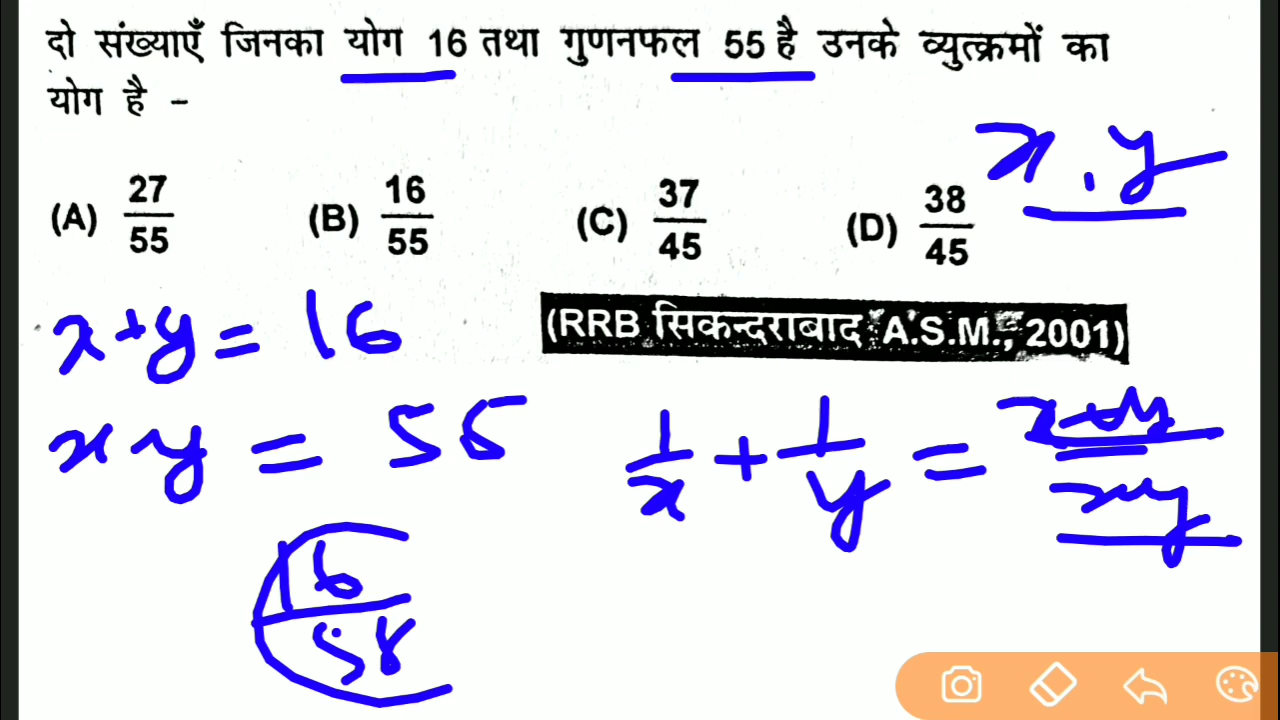 दो संख्याएँ जिनका योग 16 तथा गुणनफल 55 है उनके व्युत्क्रमों का
योग है –
x, y
(A) 27/55 (B) 16/55 (C) 37/45 (D) 38/45
(RRB सिकन्दराबाद A.S.M., 2001)
x+y = 16
xy = 55
1/x + 1/y = x+y/xy
16/55